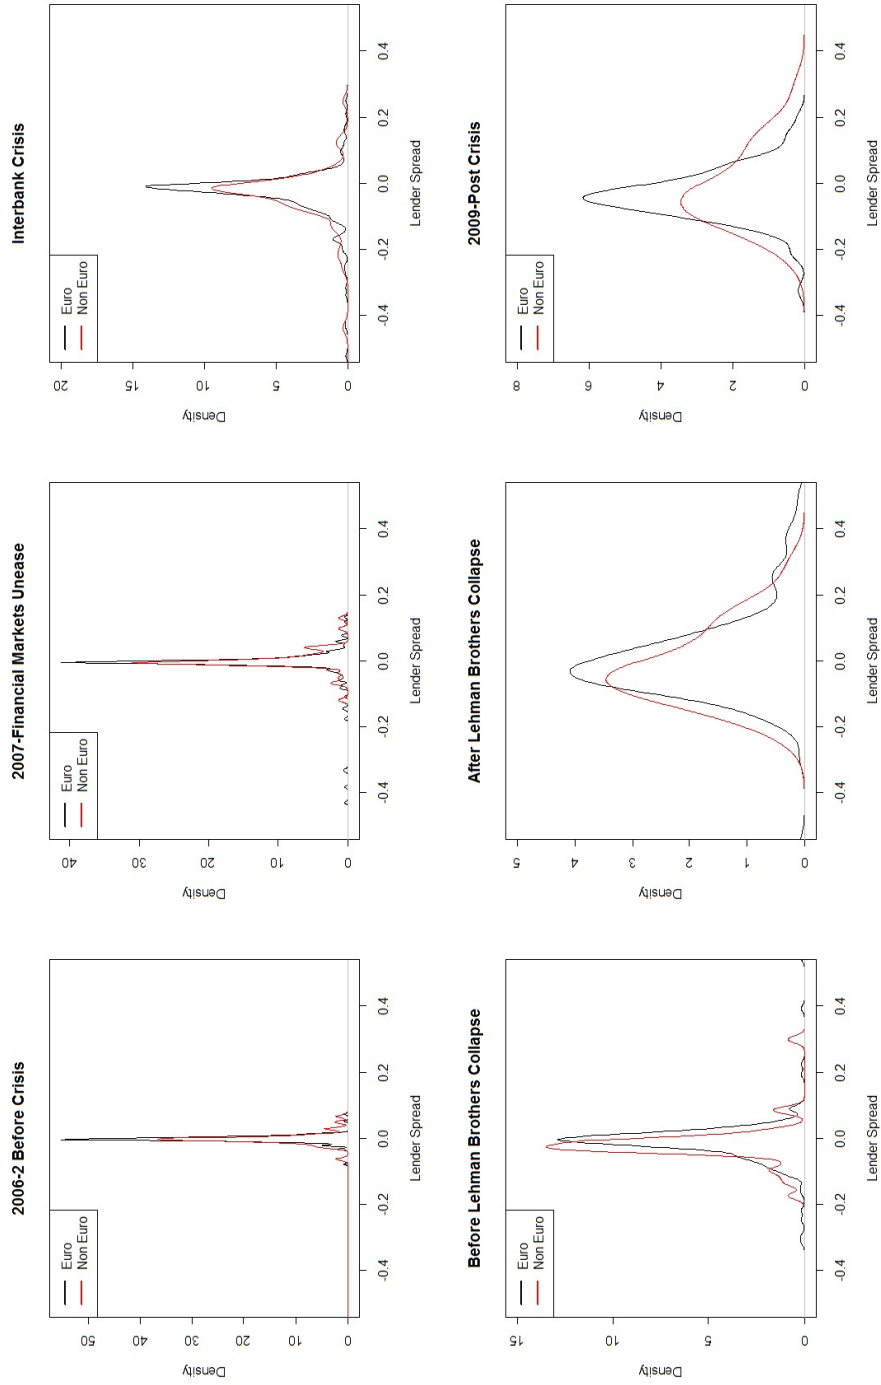 2006-2 Before Crisis
Euro
Non Euro
50
40
30
20
10
0
Density
-0.4 -0.2 0.0 0.2 0.4
Lender Spread
2007-Financial Markets Unease
Euro
Non Euro
40
30
20
10
0
Density
-0.4 -0.2 0.0 0.2 0.4
Lender Spread
Interbank Crisis
Euro
Non Euro
20
15
10
5
0
Density
-0.4 -0.2 0.0 0.2 0.4
Lender Spread
Before Lehman Brothers Collapse
Euro
Non Euro
15
10
5
0
Density
-0.4 -0.2 0.0 0.2 0.4
Lender Spread
After Lehman Brothers Collapse
Euro
Non Euro
5
4
3
2
1
0
Density
-0.4 -0.2 0.0 0.2 0.4
Lender Spread
2009-Post Crisis
Euro
Non Euro
8
6
4
2
0
Density
-0.4 -0.2 0.0 0.2 0.4
Lender Spread